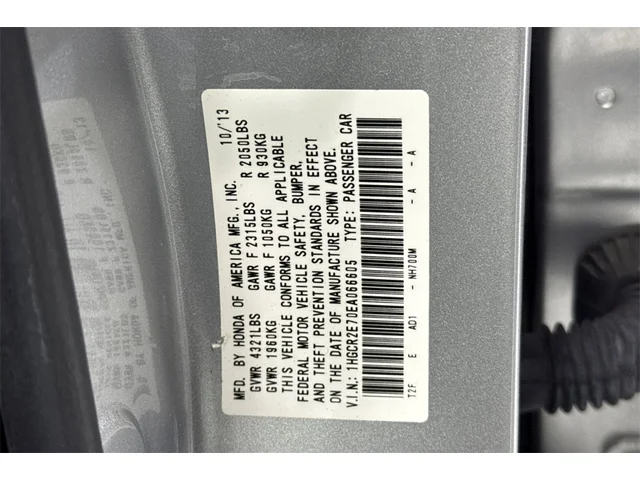 MFD. BY HONDA OF AMERICA MFG., INC. 10/'13
GVWR 4321LBS GAWR F 2315LBS R 2050LBS
GVWR 1960KG GAWR F 1050KG R 930KG
THIS VEHICLE CONFORMS TO ALL APPLICABLE
FEDERAL MOTOR VEHICLE SAFETY, BUMPER,
AND THEFT PREVENTION STANDARDS IN EFFECT
ON THE DATE OF MANUFACTURE SHOWN ABOVE.
V.I.N.: 1HGCR2E70EA066605 TYPE: PASSENGER CAR
T2F E AD1 - NH700M - A - A